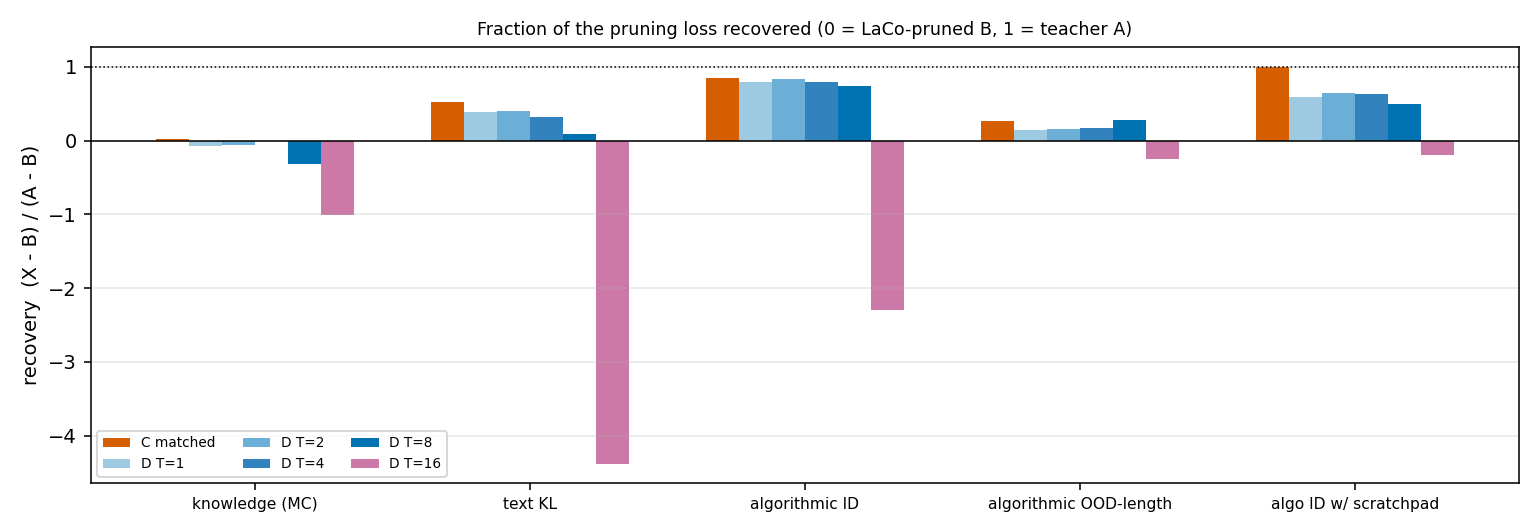 Fraction of the pruning loss recovered (0 = LaCo-pruned B, 1 = teacher A)
recovery (X - B) / (A - B)
1
0
−1
−2
−3
−4
C matched
D T=1
D T=2
D T=4
D T=8
D T=16
knowledge (MC)
text KL
algorithmic ID
algorithmic OOD-length
algo ID w/ scratchpad